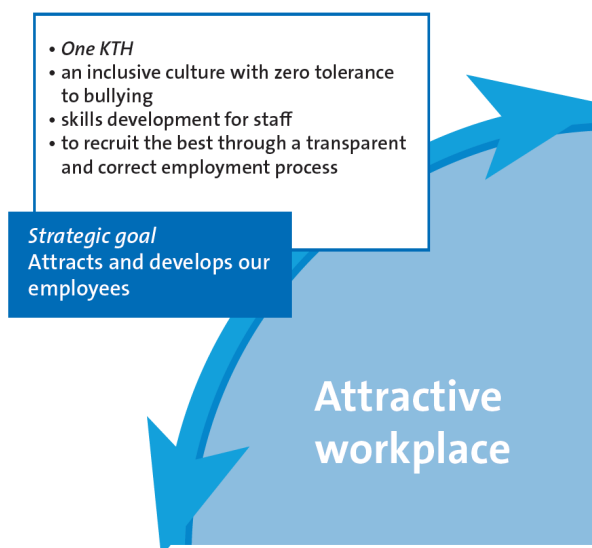 • One KTH
• an inclusive culture with zero tolerance
to bullying
• skills development for staff
• to recruit the best through a transparent
and correct employment process
Strategic goal
Attracts and develops our
employees
Attractive
workplace